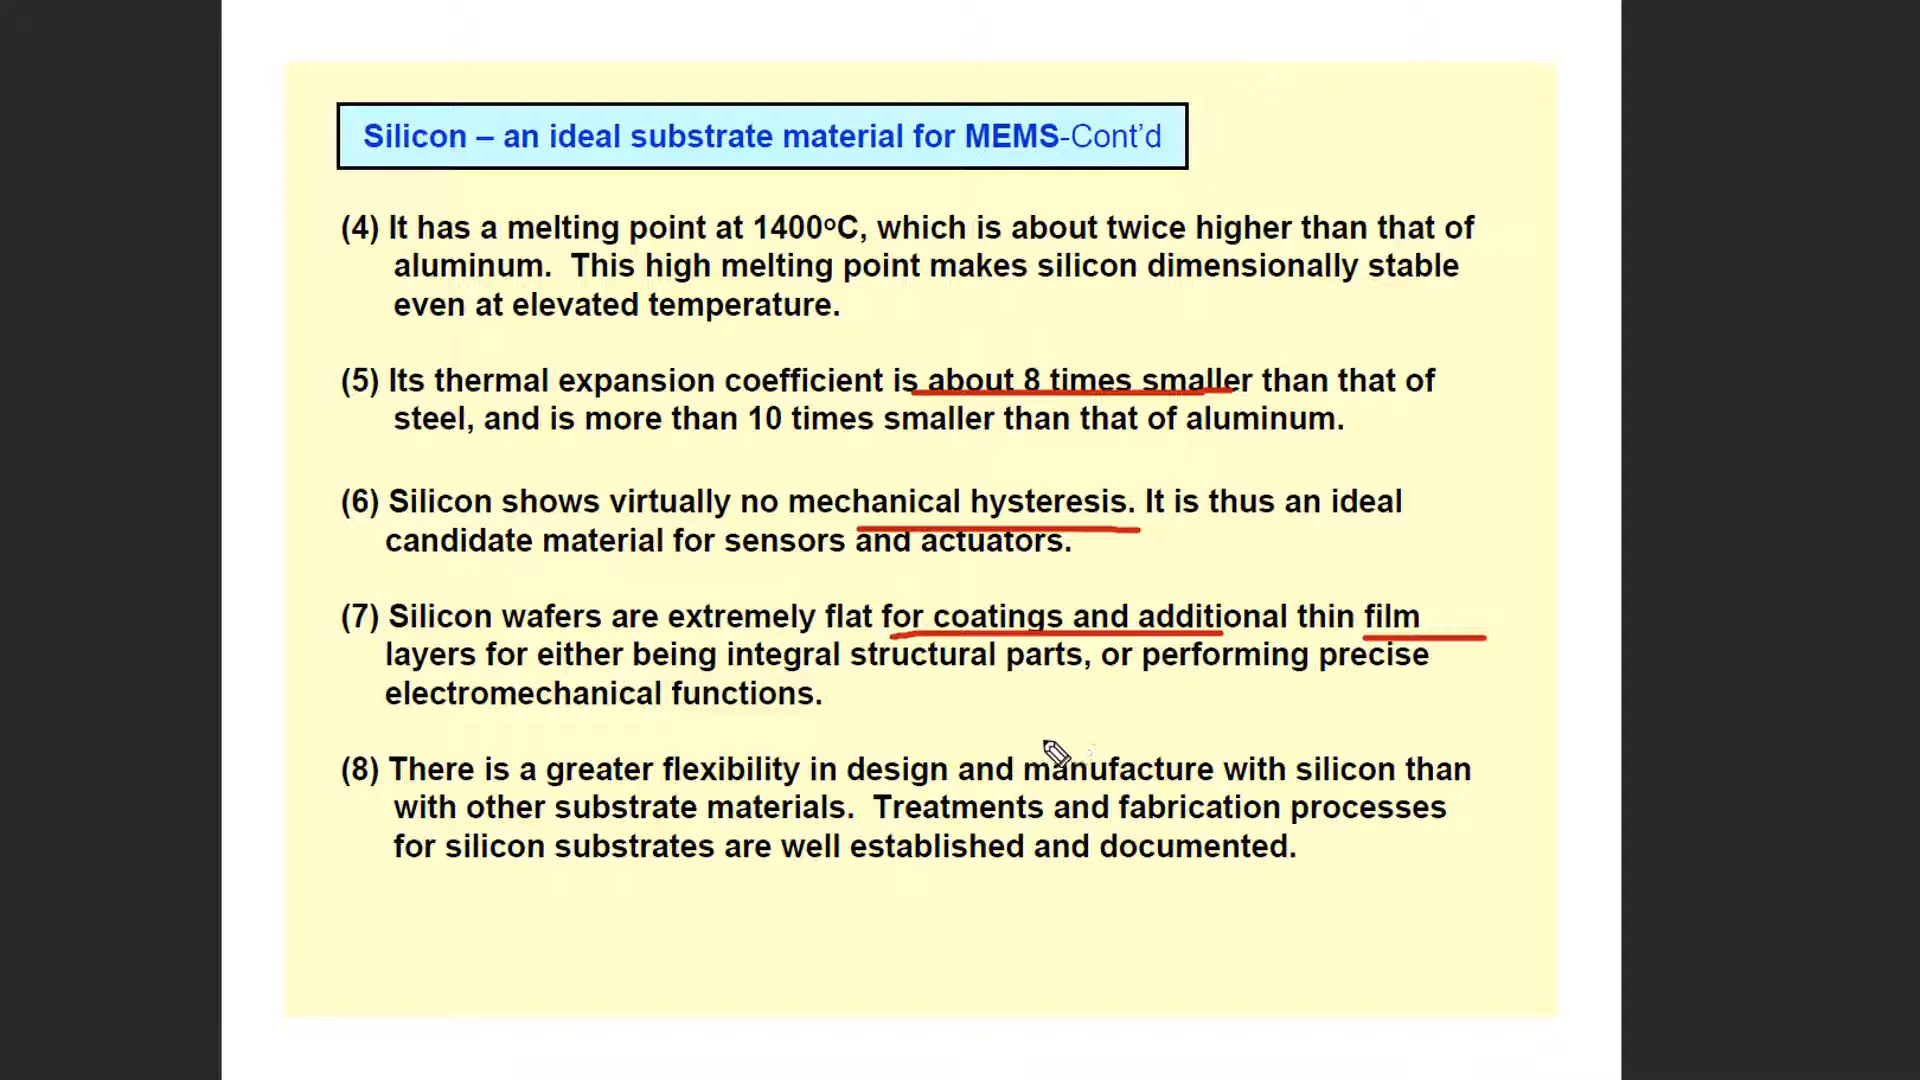 Silicon – an ideal substrate material for MEMS-Cont’d
(4) It has a melting point at 1400ºC, which is about twice higher than that of
aluminum.  This high melting point makes silicon dimensionally stable
even at elevated temperature.
(5) Its thermal expansion coefficient is about 8 times smaller than that of
steel, and is more than 10 times smaller than that of aluminum.
(6) Silicon shows virtually no mechanical hysteresis. It is thus an ideal
candidate material for sensors and actuators.
(7) Silicon wafers are extremely flat for coatings and additional thin film
layers for either being integral structural parts, or performing precise
electromechanical functions.
(8) There is a greater flexibility in design and manufacture with silicon than
with other substrate materials.  Treatments and fabrication processes
for silicon substrates are well established and documented.